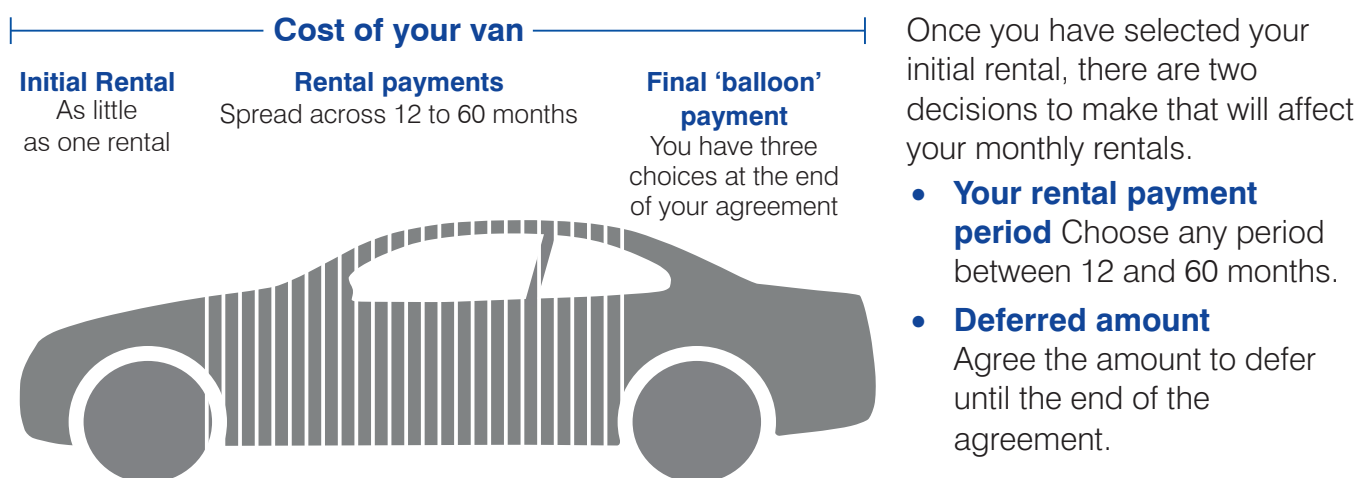 Cost of your van
Initial Rental
As little
as one rental
Rental payments
Spread across 12 to 60 months
Final ‘balloon’
payment
You have three
choices at the end
of your agreement
Once you have selected your
initial rental, there are two
decisions to make that will affect
your monthly rentals.
• Your rental payment
period Choose any period
between 12 and 60 months.
• Deferred amount
Agree the amount to defer
until the end of the
agreement.